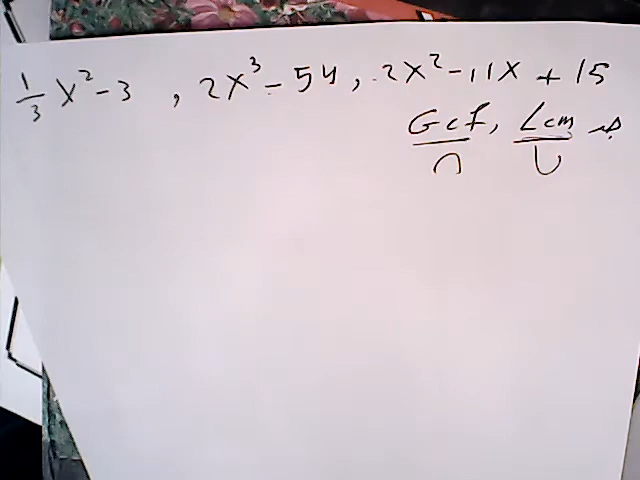 1/3 x² - 3 , 2x³ - 54 , 2x² - 11x + 15
Gcf, Lcm
∩ ∪